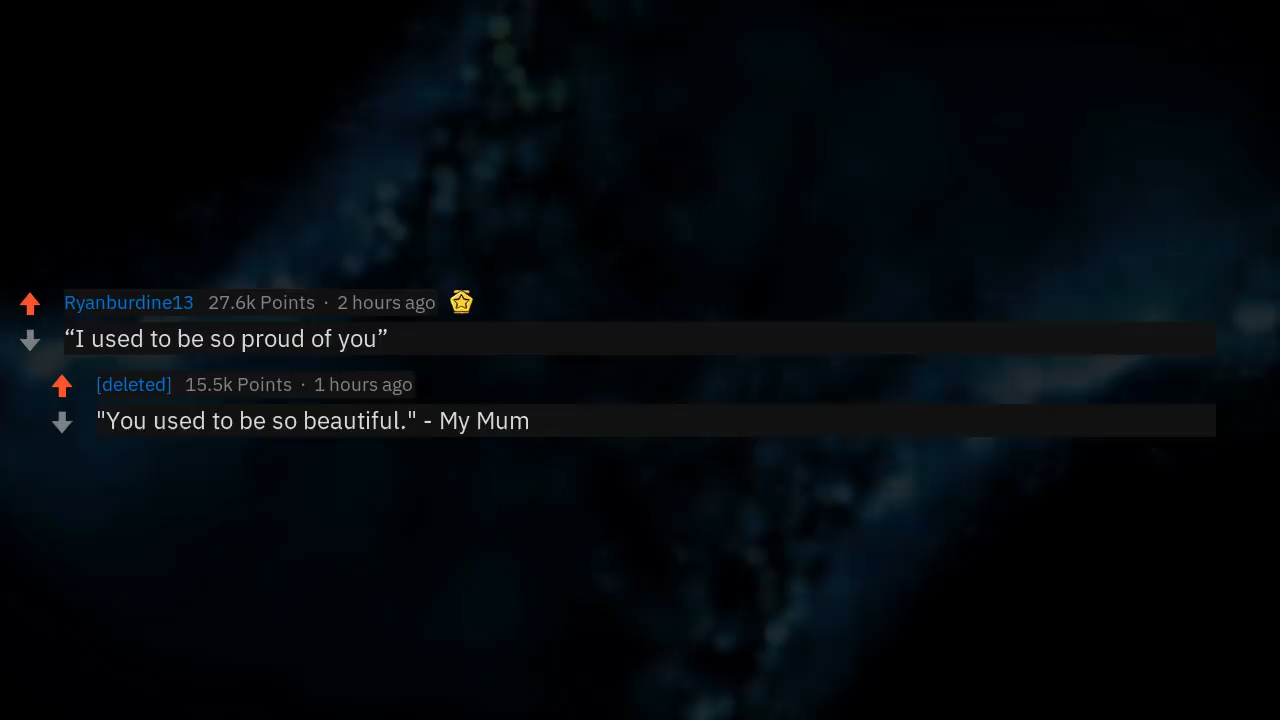 Ryanburdine13 27.6k Points · 2 hours ago
“I used to be so proud of you”
[deleted] 15.5k Points · 1 hours ago
"You used to be so beautiful." - My Mum